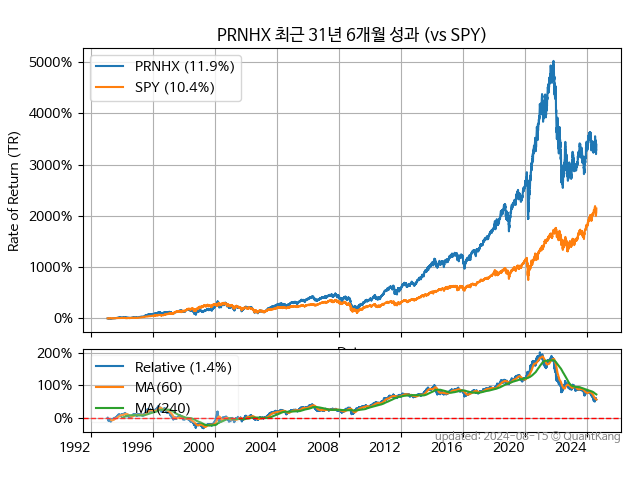 PRNHX 최근 31년 6개월 성과 (vs SPY)
Rate of Return (TR)
5000%
4000%
3000%
2000%
1000%
0%
PRNHX (11.9%)
SPY (10.4%)
200%
100%
0%
Relative (1.4%)
MA(60)
MA(240)
1992 1996 2000 2004 2008 2012 2016 2020 2024
updated: 2024-08-15 © QuantKang